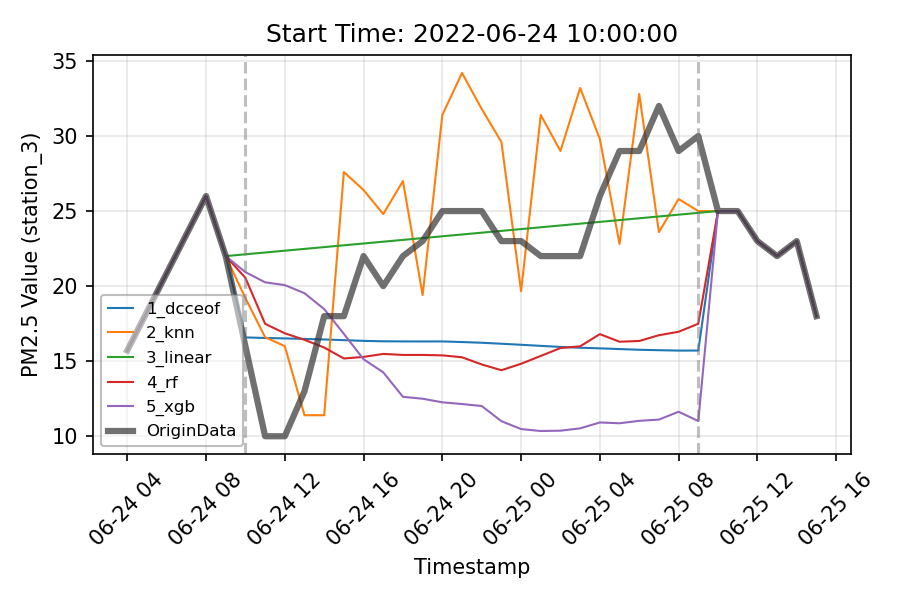 Start Time: 2022-06-24 10:00:00
PM2.5 Value (station_3)
35
30
25
20
15
10
1_dcceof
2_knn
3_linear
4_rf
5_xgb
OriginData
06-24 04
06-24 08
06-24 12
06-24 16
06-24 20
06-25 00
06-25 04
06-25 08
06-25 12
06-25 16
Timestamp